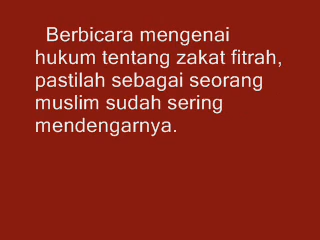 Berbicara mengenai
hukum tentang zakat fitrah,
pastilah sebagai seorang
muslim sudah sering
mendengarnya.